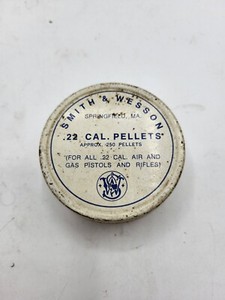 SMITH & WESSON
SPRINGFIELD, MA.
.22 CAL. PELLETS
APPROX. 250 PELLETS
(FOR ALL .22 CAL. AIR AND
GAS PISTOLS AND RIFLES)